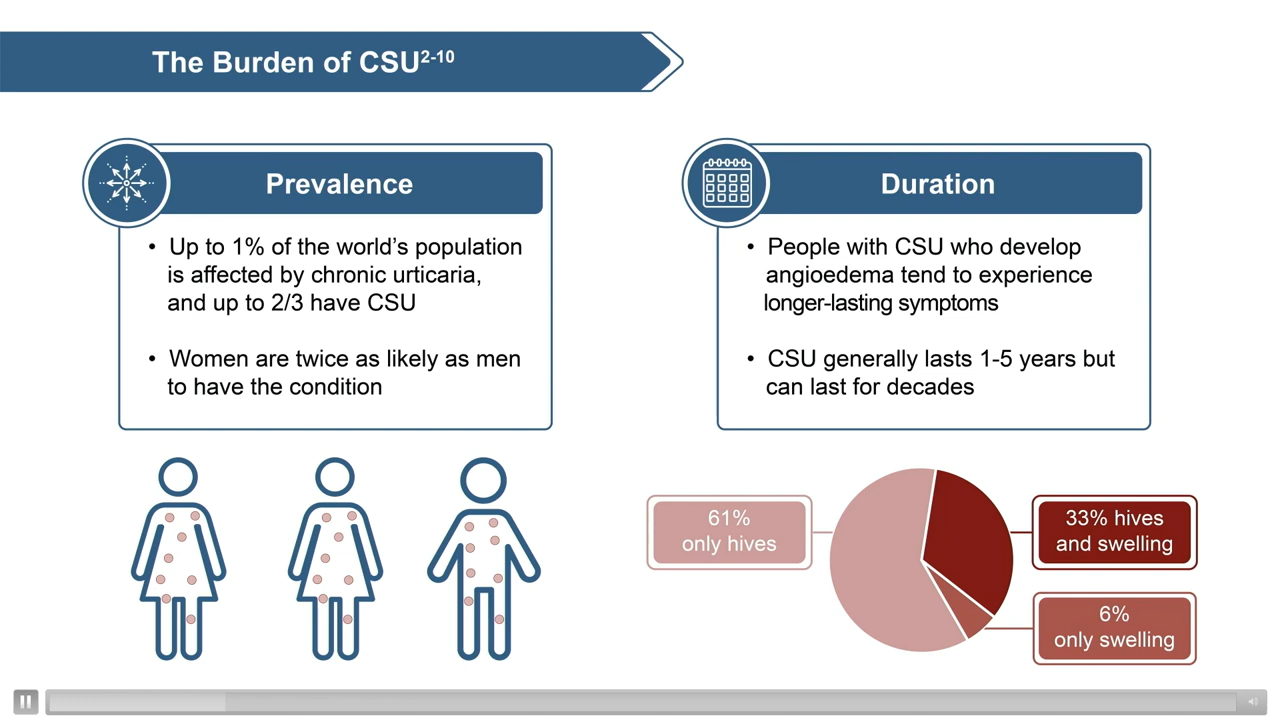 The Burden of CSU2-10
Prevalence
• Up to 1% of the world’s population
is affected by chronic urticaria,
and up to 2/3 have CSU
• Women are twice as likely as men
to have the condition
Duration
• People with CSU who develop
angioedema tend to experience
longer-lasting symptoms
• CSU generally lasts 1-5 years but
can last for decades
61%
only hives
33% hives
and swelling
6%
only swelling